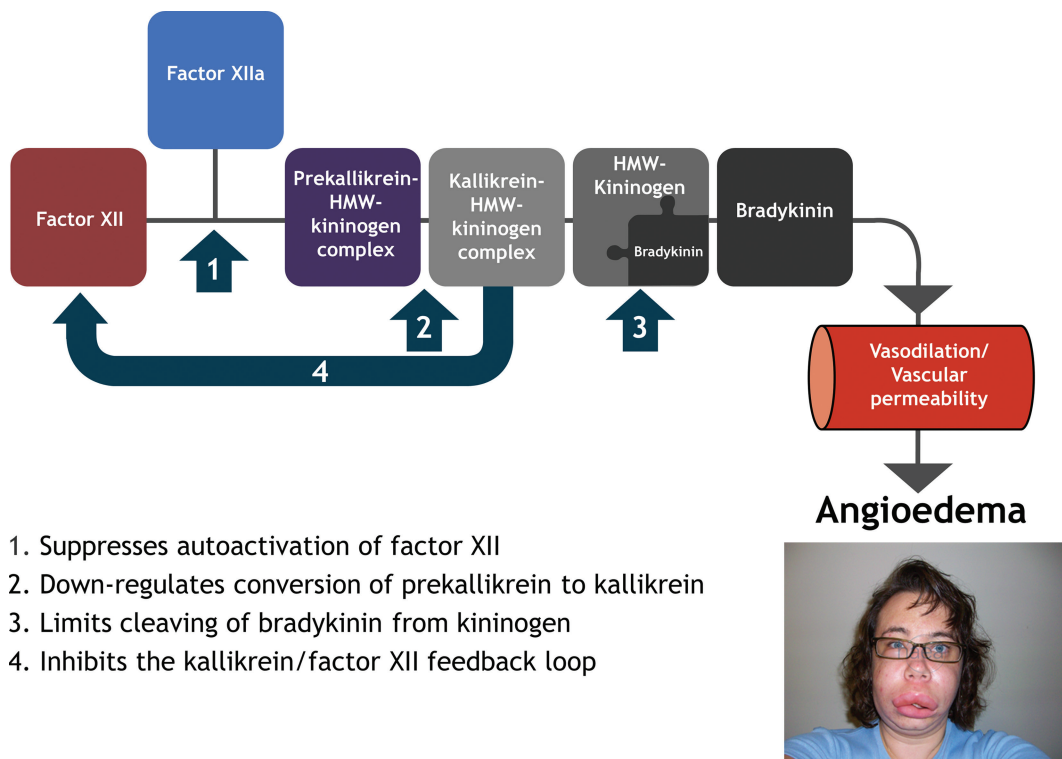 Factor XIIa
Factor XII
Prekallikrein-
HMW-
kininogen
complex
Kallikrein-
HMW-
kininogen
complex
HMW-
Kininogen
Bradykinin
Bradykinin
1
2
3
4
Vasodilation/
Vascular
permeability
Angioedema
1. Suppresses autoactivation of factor XII
2. Down-regulates conversion of prekallikrein to kallikrein
3. Limits cleaving of bradykinin from kininogen
4. Inhibits the kallikrein/factor XII feedback loop